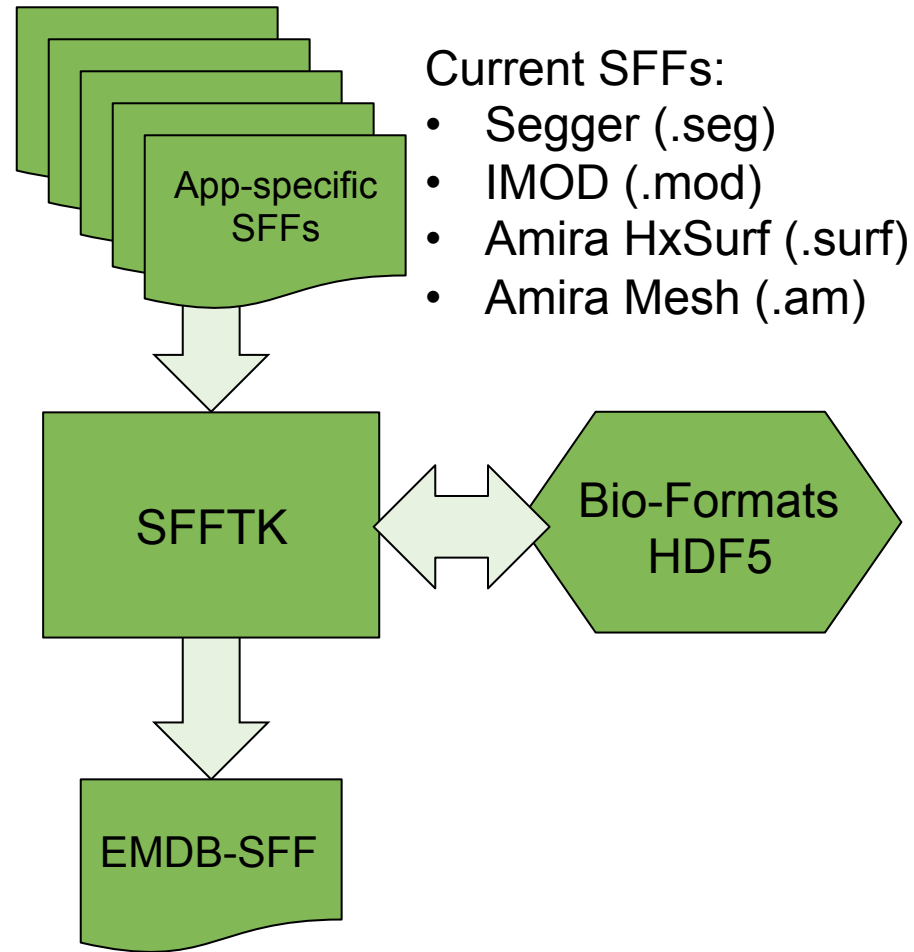 Current SFFs:
• Segger (.seg)
• IMOD (.mod)
• Amira HxSurf (.surf)
• Amira Mesh (.am)
App-specific
SFFs
SFFTK
Bio-Formats
HDF5
EMDB-SFF